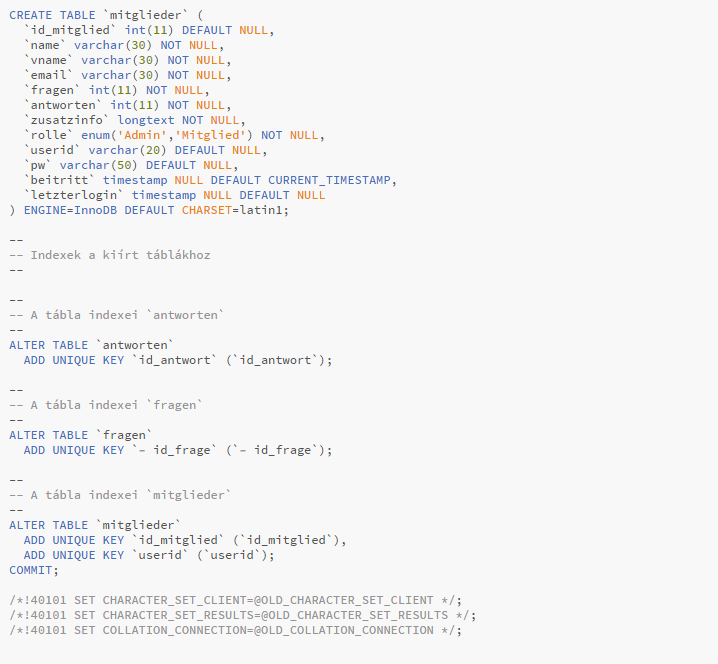 CREATE TABLE `mitglieder` (
  `id_mitglied` int(11) DEFAULT NULL,
  `name` varchar(30) NOT NULL,
  `vname` varchar(30) NOT NULL,
  `email` varchar(30) NOT NULL,
  `fragen` int(11) NOT NULL,
  `antworten` int(11) NOT NULL,
  `zusatzinfo` longtext NOT NULL,
  `rolle` enum('Admin','Mitglied') NOT NULL,
  `userid` varchar(20) DEFAULT NULL,
  `pw` varchar(50) DEFAULT NULL,
  `beitritt` timestamp NULL DEFAULT CURRENT_TIMESTAMP,
  `letzterlogin` timestamp NULL DEFAULT NULL
) ENGINE=InnoDB DEFAULT CHARSET=latin1;

--
-- Indexek a kiírt táblákhoz
--

--
-- A tábla indexei `antworten`
--
ALTER TABLE `antworten`
  ADD UNIQUE KEY `id_antwort` (`id_antwort`);

--
-- A tábla indexei `fragen`
--
ALTER TABLE `fragen`
  ADD UNIQUE KEY `– id_frage` (`– id_frage`);

--
-- A tábla indexei `mitglieder`
--
ALTER TABLE `mitglieder`
  ADD UNIQUE KEY `id_mitglied` (`id_mitglied`),
  ADD UNIQUE KEY `userid` (`userid`);
COMMIT;

/*!40101 SET CHARACTER_SET_CLIENT=@OLD_CHARACTER_SET_CLIENT */;
/*!40101 SET CHARACTER_SET_RESULTS=@OLD_CHARACTER_SET_RESULTS */;
/*!40101 SET COLLATION_CONNECTION=@OLD_COLLATION_CONNECTION */;